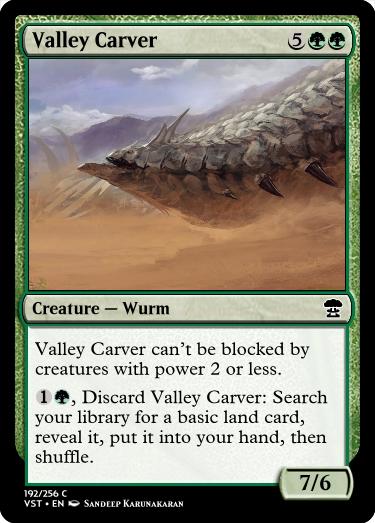 Valley Carver 5
Creature — Wurm
Valley Carver can't be blocked by
creatures with power 2 or less.
1, Discard Valley Carver: Search
your library for a basic land card,
reveal it, put it into your hand, then
shuffle.
7/6
192/256 C
VST • EN Sandeep Karunakaran